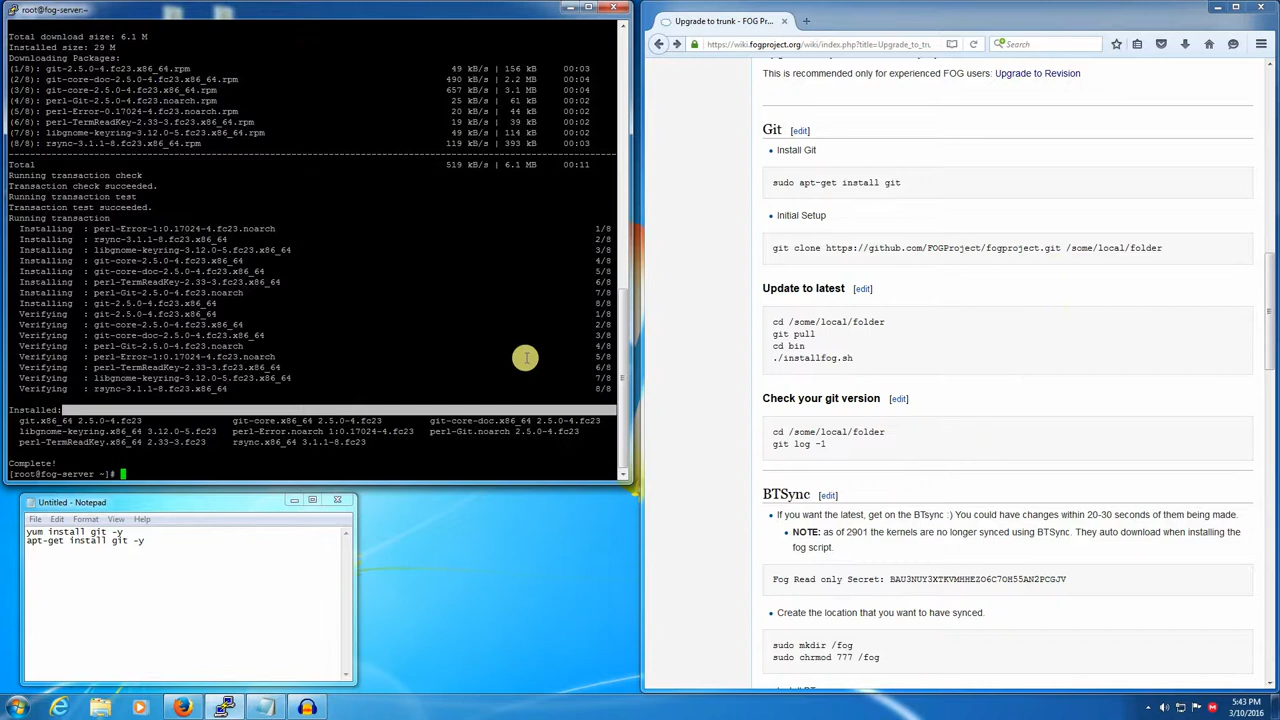 root@fog-server:~
Total download size: 6.1 M
Installed size: 29 M
Downloading Packages:
(1/8): git-2.5.0-4.fc23.x86_64.rpm 49 kB/s | 156 kB 00:03
(2/8): git-core-doc-2.5.0-4.fc23.x86_64.rpm 490 kB/s | 2.2 MB 00:04
(3/8): git-core-2.5.0-4.fc23.x86_64.rpm 657 kB/s | 3.1 MB 00:04
(4/8): perl-Git-2.5.0-4.fc23.noarch.rpm 25 kB/s | 61 kB 00:02
(5/8): perl-Error-0.17024-4.fc23.noarch.rpm 20 kB/s | 44 kB 00:02
(6/8): perl-TermReadKey-2.33-3.fc23.x86_64.rpm 19 kB/s | 39 kB 00:02
(7/8): libgnome-keyring-3.12.0-5.fc23.x86_64.rpm 49 kB/s | 114 kB 00:02
(8/8): rsync-3.1.1-8.fc23.x86_64.rpm 119 kB/s | 393 kB 00:03
Total 519 kB/s | 6.1 MB 00:11
Running transaction check
Transaction check succeeded.
Running transaction test
Transaction test succeeded.
Running transaction
Installing : perl-Error-1:0.17024-4.fc23.noarch 1/8
Installing : rsync-3.1.1-8.fc23.x86_64 2/8
Installing : libgnome-keyring-3.12.0-5.fc23.x86_64 3/8
Installing : git-core-2.5.0-4.fc23.x86_64 4/8
Installing : git-core-doc-2.5.0-4.fc23.x86_64 5/8
Installing : perl-TermReadKey-2.33-3.fc23.x86_64 6/8
Installing : perl-Git-2.5.0-4.fc23.noarch 7/8
Installing : git-2.5.0-4.fc23.x86_64 8/8
Verifying : git-2.5.0-4.fc23.x86_64 1/8
Verifying : git-core-2.5.0-4.fc23.x86_64 2/8
Verifying : git-core-doc-2.5.0-4.fc23.x86_64 3/8
Verifying : perl-Git-2.5.0-4.fc23.noarch 4/8
Verifying : perl-Error-1:0.17024-4.fc23.noarch 5/8
Verifying : perl-TermReadKey-2.33-3.fc23.x86_64 6/8
Verifying : libgnome-keyring-3.12.0-5.fc23.x86_64 7/8
Verifying : rsync-3.1.1-8.fc23.x86_64 8/8
Installed:
git.x86_64 2.5.0-4.fc23 git-core.x86_64 2.5.0-4.fc23 git-core-doc.x86_64 2.5.0-4.fc23
libgnome-keyring.x86_64 3.12.0-5.fc23 perl-Error.noarch 1:0.17024-4.fc23 perl-Git.noarch 2.5.0-4.fc23
perl-TermReadKey.x86_64 2.33-3.fc23 rsync.x86_64 3.1.1-8.fc23
Complete!
[root@fog-server ~]#
Untitled - Notepad
File Edit Format View Help
yum install git -y
apt-get install git -y
Upgrade to trunk - FOG Pr...
https://wiki.fogproject.org/wiki/index.php?title=Upgrade_to_tru
Search
This is recommended only for experienced FOG users: Upgrade to Revision
Git [edit]
Install Git
sudo apt-get install git
Initial Setup
git clone https://github.com/FOGProject/fogproject.git /some/local/folder
Update to latest [edit]
cd /some/local/folder
git pull
cd bin
./installfog.sh
Check your git version [edit]
cd /some/local/folder
git log -1
BTSync [edit]
If you want the latest, get on the BTsync :) You could have changes within 20-30 seconds of them being made.
NOTE: as of 2901 the kernels are no longer synced using BTSync. They auto download when installing the
fog script.
Fog Read only Secret: BAU3NUY3XTKVMHHEZO6C7OH55AN2PCGJV
Create the location that you want to have synced.
sudo mkdir /fog
sudo chrmod 777 /fog
5:43 PM
3/10/2016